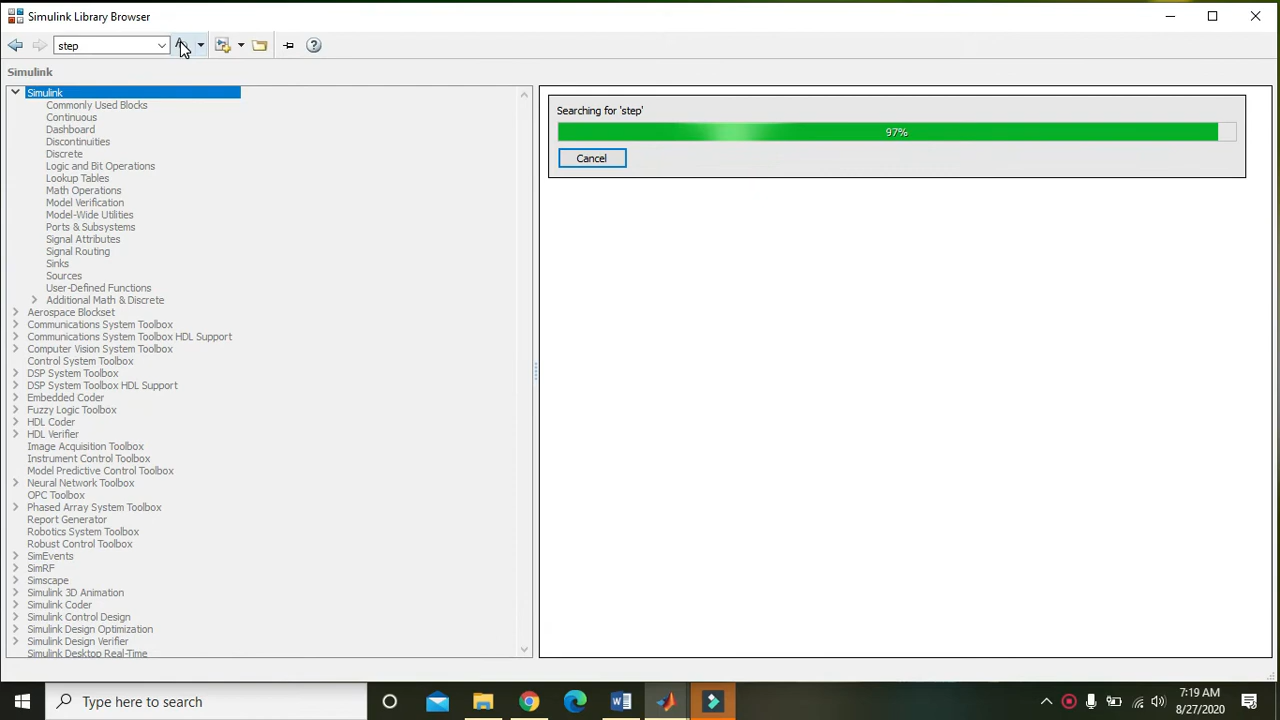 Simulink Library Browser
step
Simulink
Simulink
Commonly Used Blocks
Continuous
Dashboard
Discontinuities
Discrete
Logic and Bit Operations
Lookup Tables
Math Operations
Model Verification
Model-Wide Utilities
Ports & Subsystems
Signal Attributes
Signal Routing
Sinks
Sources
User-Defined Functions
Additional Math & Discrete
Aerospace Blockset
Communications System Toolbox
Communications System Toolbox HDL Support
Computer Vision System Toolbox
Control System Toolbox
DSP System Toolbox
DSP System Toolbox HDL Support
Embedded Coder
Fuzzy Logic Toolbox
HDL Coder
HDL Verifier
Image Acquisition Toolbox
Instrument Control Toolbox
Model Predictive Control Toolbox
Neural Network Toolbox
OPC Toolbox
Phased Array System Toolbox
Report Generator
Robotics System Toolbox
Robust Control Toolbox
SimEvents
SimRF
Simscape
Simulink 3D Animation
Simulink Coder
Simulink Control Design
Simulink Design Optimization
Simulink Design Verifier
Simulink Desktop Real-Time
Searching for 'step'
97%
Cancel
Type here to search
7:19 AM
8/27/2020